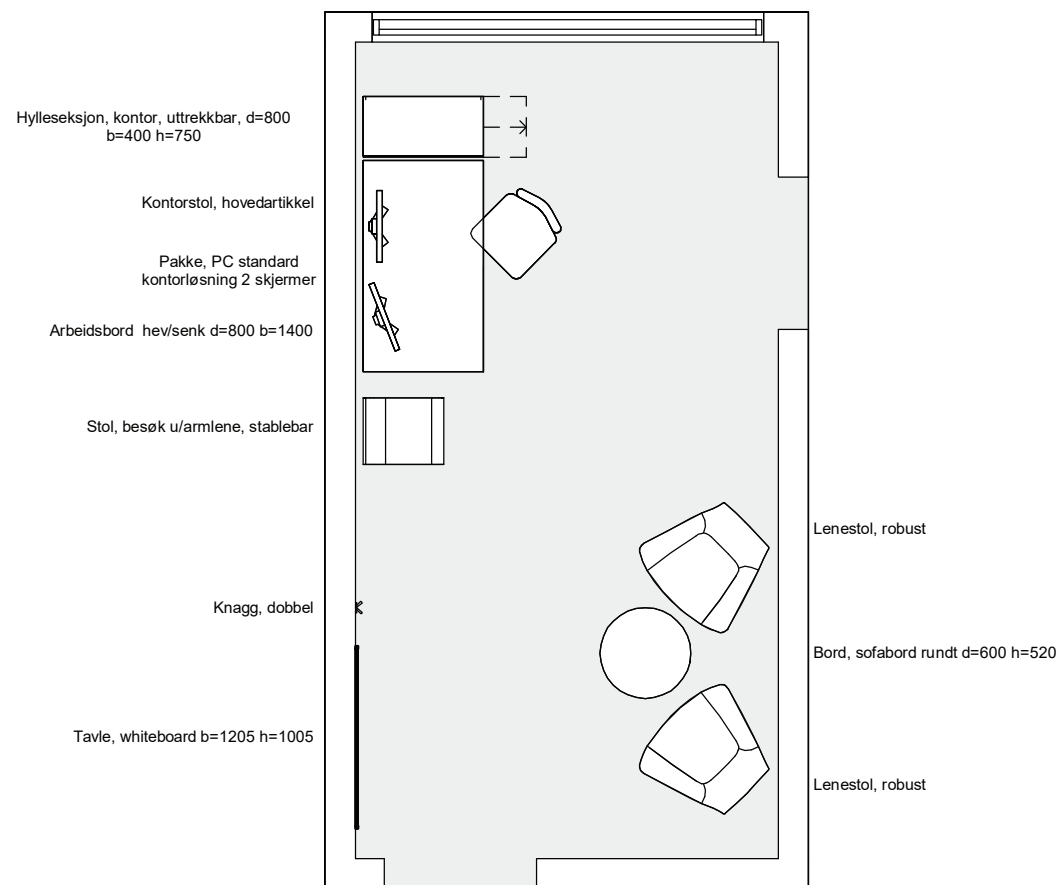 Hylleseksjon, kontor, uttrekkbar, d=800
b=400 h=750
Kontorstol, hovedartikkel
Pakke, PC standard
kontorløsning 2 skjermer
Arbeidsbord  hev/senk d=800 b=1400
Stol, besøk u/armlene, stablebar
Lenestol, robust
Knagg, dobbel
Bord, sofabord rundt d=600 h=520
Tavle, whiteboard b=1205 h=1005
Lenestol, robust